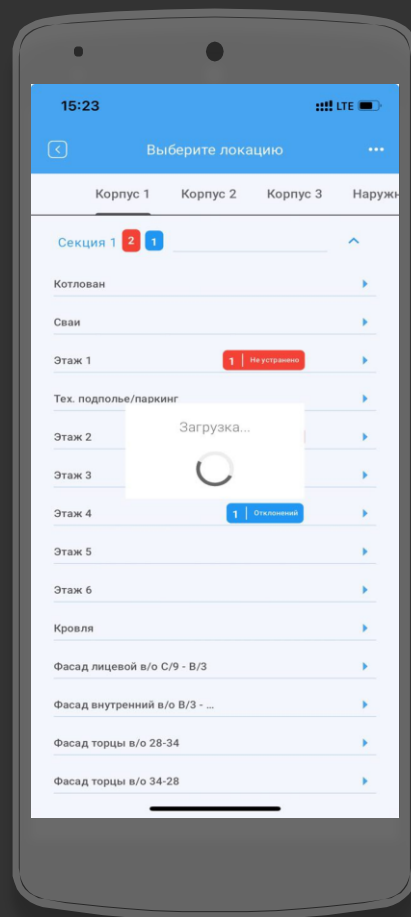 15:23 LTE
Выберите локацию
Корпус 1 Корпус 2 Корпус 3 Наружн
Секция 1 2 1
Котлован
Сваи
Этаж 1 1 Не устранено
Тех. подполье/паркинг
Загрузка...
Этаж 2
Этаж 3
Этаж 4 1 Отклонений
Этаж 5
Этаж 6
Кровля
Фасад лицевой в/о С/9 - В/3
Фасад внутренний в/о В/3 - ...
Фасад торцы в/о 28-34
Фасад торцы в/о 34-28